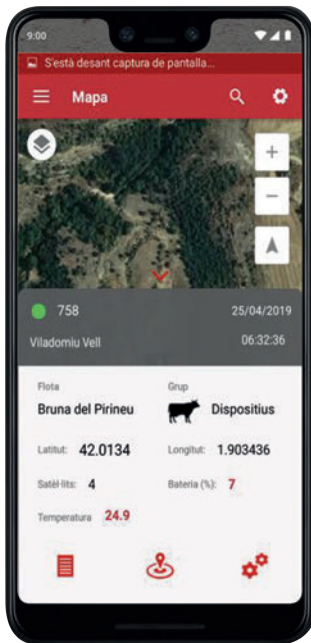 9:00
S'està desant captura de pantalla...
Mapa
+
−
758 25/04/2019
Viladomiu Vell 06:32:36
Flota Grup
Bruna del Pirineu Dispositius
Latitut: 42.0134 Longitut: 1.903436
Satèl·lits: 4 Bateria (%): 7
Temperatura 24.9